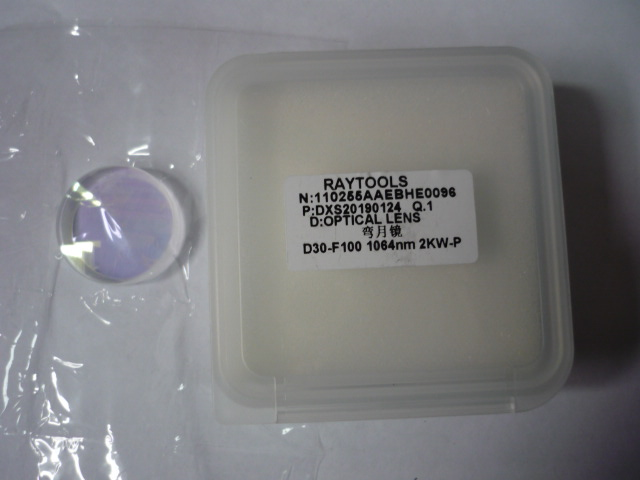 RAYTOOLS
N:110255AAEBHE0096
P:DXS20190124 Q.1
D:OPTICAL LENS
弯月镜
D30-F100 1064nm 2KW-P